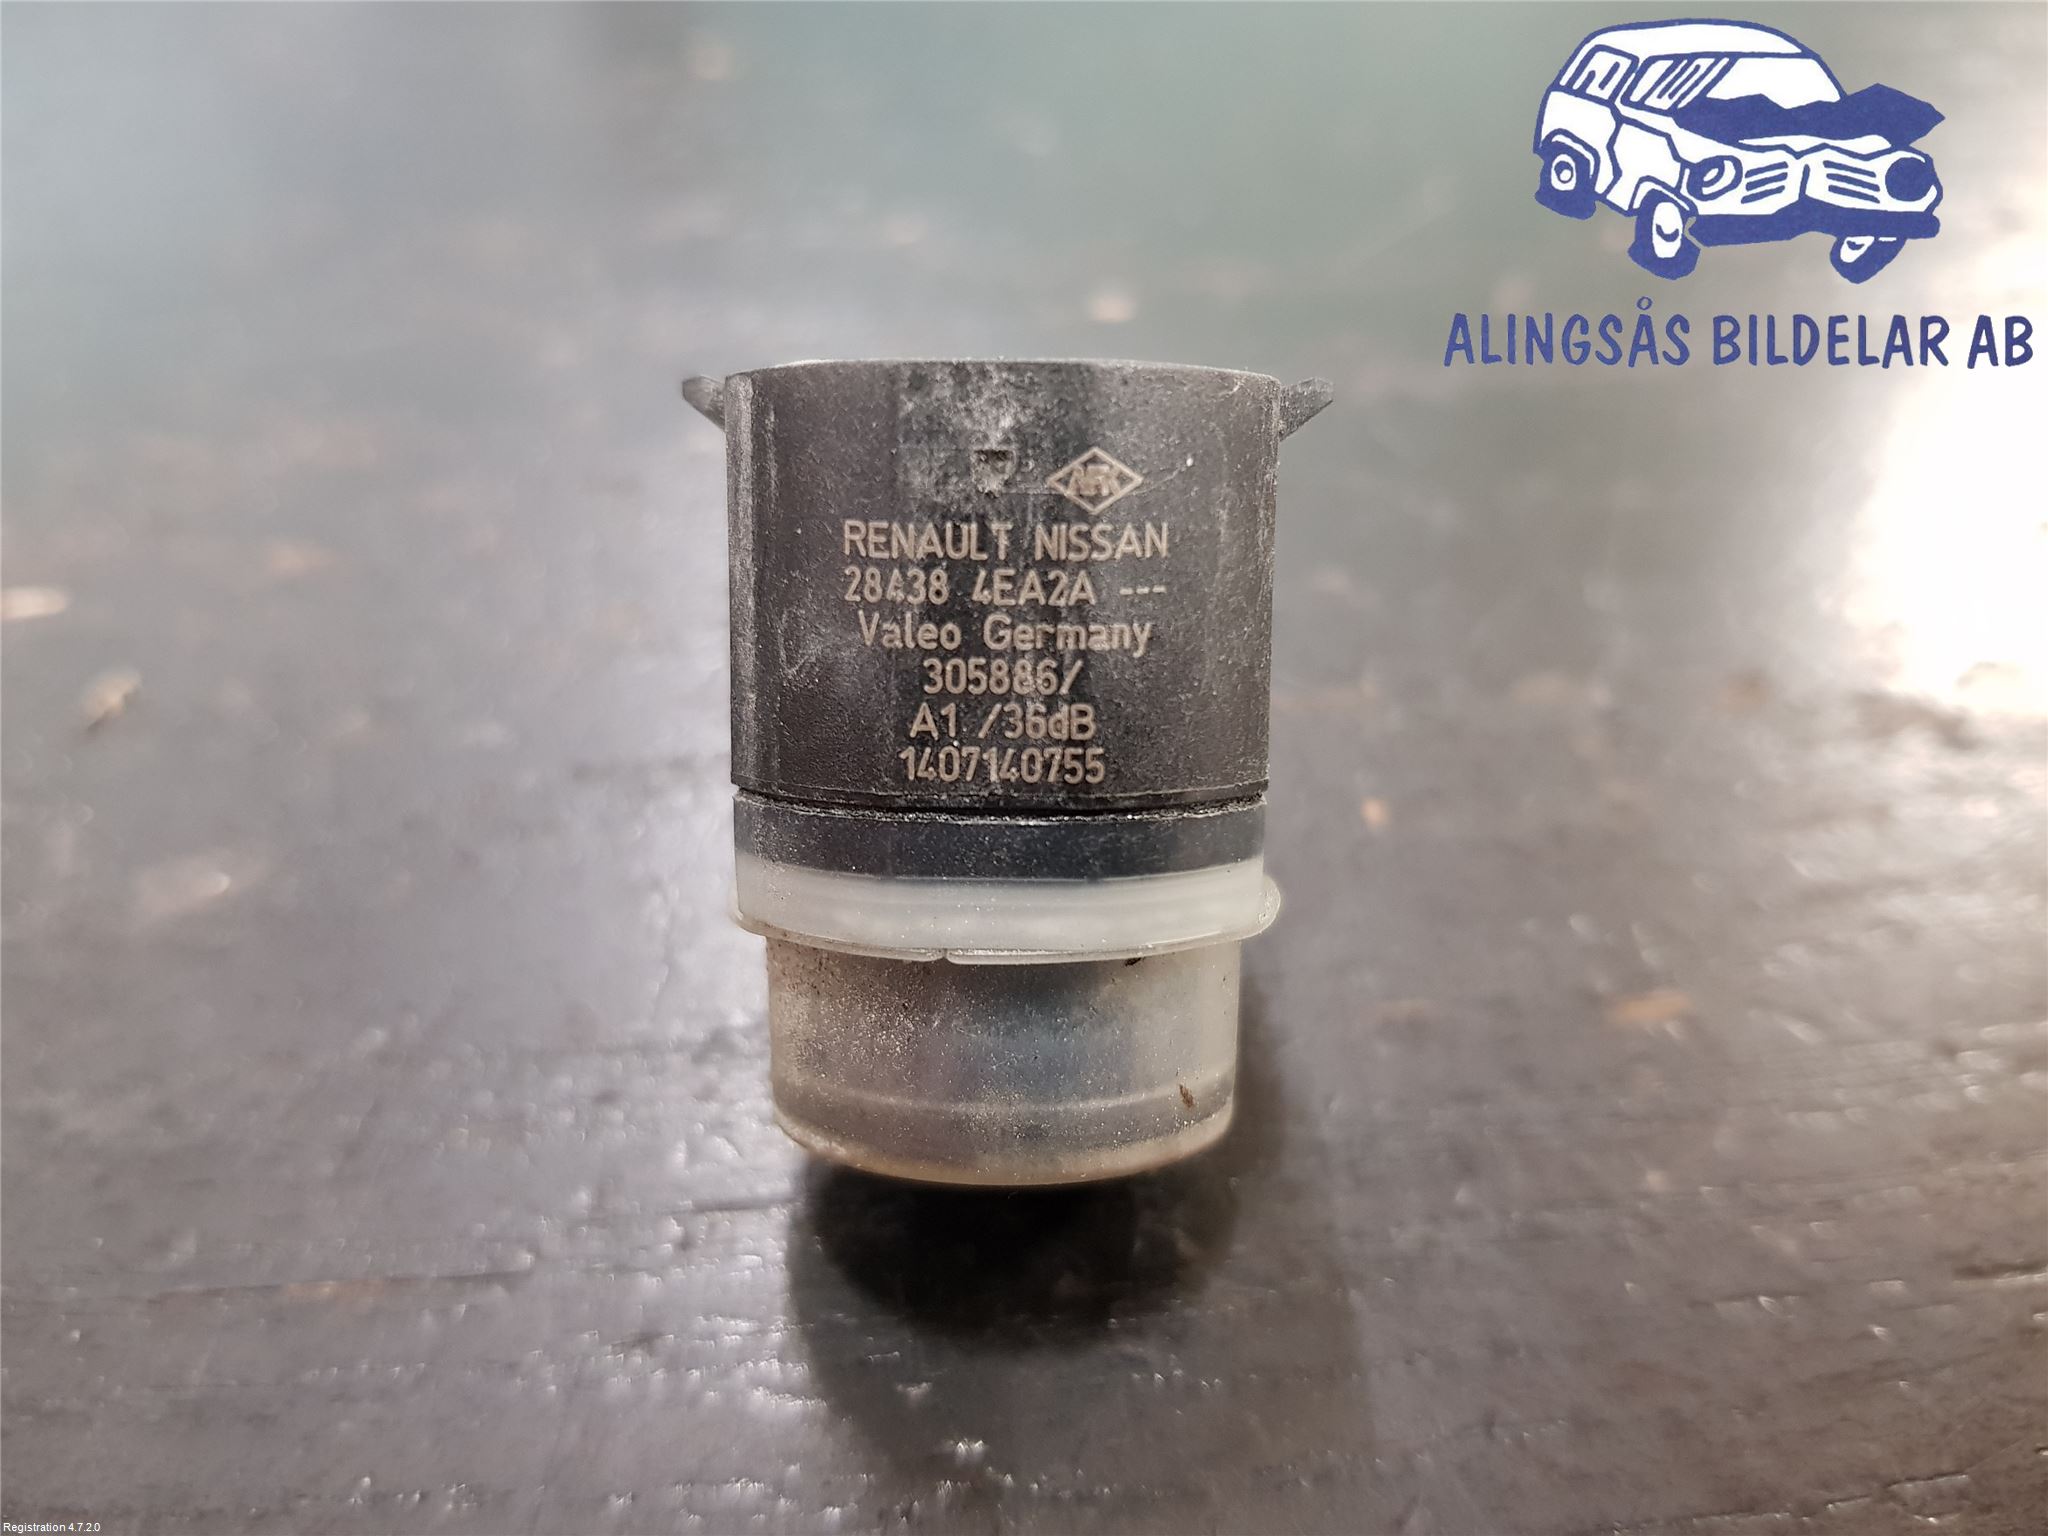 ALINGSÅS BILDELAR AB
RENAULT NISSAN
28438 4EA2A ---
Valeo Germany
305886/
A1 /36dB
1407140755
Registration 4.7.2.0